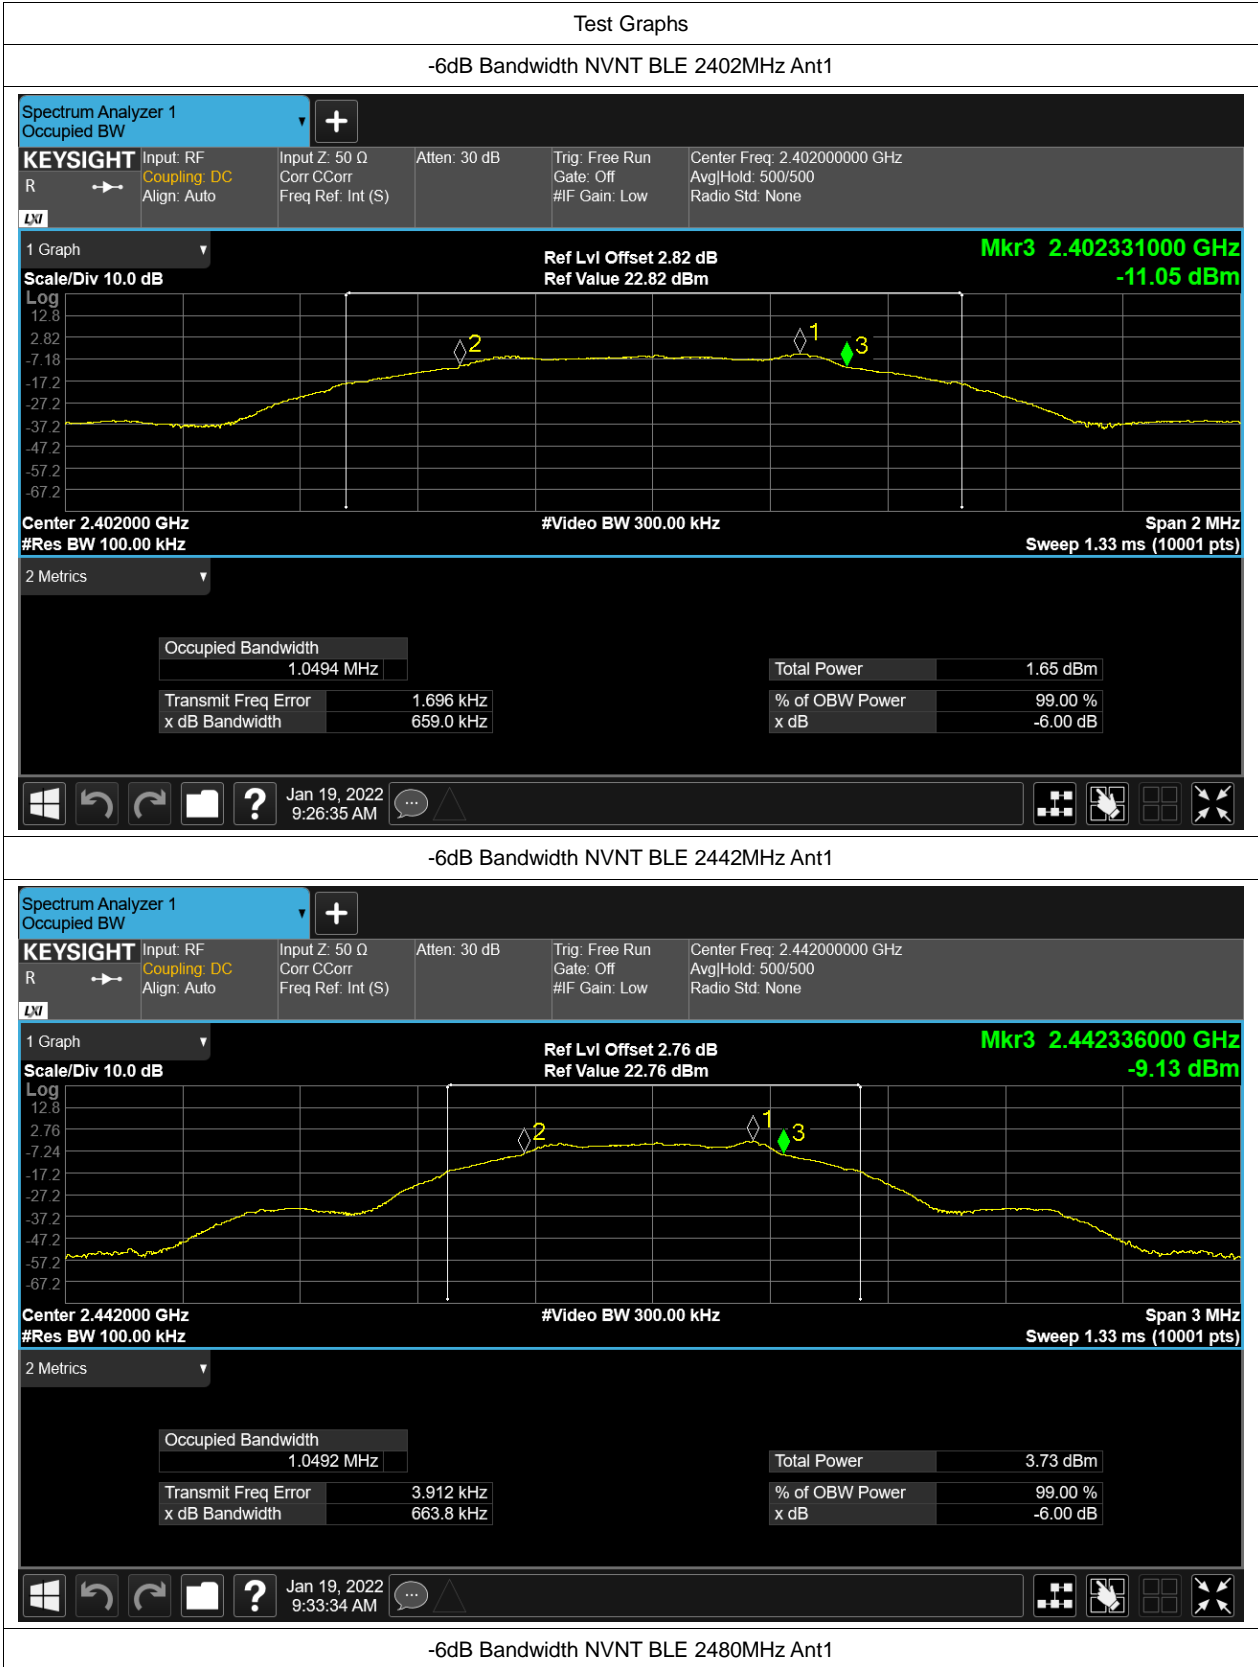 Test Graphs
-6dB Bandwidth NVNT BLE 2402MHz Ant1
Spectrum Analyzer 1
Occupied BW
KEYSIGHT Input: RF Input Z: 50 Ω Atten: 30 dB Trig: Free Run Center Freq: 2.402000000 GHz
R Coupling: DC Corr CCorr Gate: Off Avg|Hold: 500/500
Align: Auto Freq Ref: Int (S) #IF Gain: Low Radio Std: None
LXI
1 Graph Ref Lvl Offset 2.82 dB Mkr3 2.402331000 GHz
Scale/Div 10.0 dB Ref Value 22.82 dBm -11.05 dBm
Log
12.8
2.82
-7.18
-17.2
-27.2
-37.2
-47.2
-57.2
-67.2
2 1 3
Center 2.402000 GHz #Video BW 300.00 kHz Span 2 MHz
#Res BW 100.00 kHz Sweep 1.33 ms (10001 pts)
2 Metrics
Occupied Bandwidth
1.0494 MHz Total Power 1.65 dBm
Transmit Freq Error 1.696 kHz % of OBW Power 99.00 %
x dB Bandwidth 659.0 kHz x dB -6.00 dB
? Jan 19, 2022
9:26:35 AM
-6dB Bandwidth NVNT BLE 2442MHz Ant1
Spectrum Analyzer 1
Occupied BW
KEYSIGHT Input: RF Input Z: 50 Ω Atten: 30 dB Trig: Free Run Center Freq: 2.442000000 GHz
R Coupling: DC Corr CCorr Gate: Off Avg|Hold: 500/500
Align: Auto Freq Ref: Int (S) #IF Gain: Low Radio Std: None
LXI
1 Graph Ref Lvl Offset 2.76 dB Mkr3 2.442336000 GHz
Scale/Div 10.0 dB Ref Value 22.76 dBm -9.13 dBm
Log
12.8
2.76
-7.24
-17.2
-27.2
-37.2
-47.2
-57.2
-67.2
2 1 3
Center 2.442000 GHz #Video BW 300.00 kHz Span 3 MHz
#Res BW 100.00 kHz Sweep 1.33 ms (10001 pts)
2 Metrics
Occupied Bandwidth
1.0492 MHz Total Power 3.73 dBm
Transmit Freq Error 3.912 kHz % of OBW Power 99.00 %
x dB Bandwidth 663.8 kHz x dB -6.00 dB
? Jan 19, 2022
9:33:34 AM
-6dB Bandwidth NVNT BLE 2480MHz Ant1